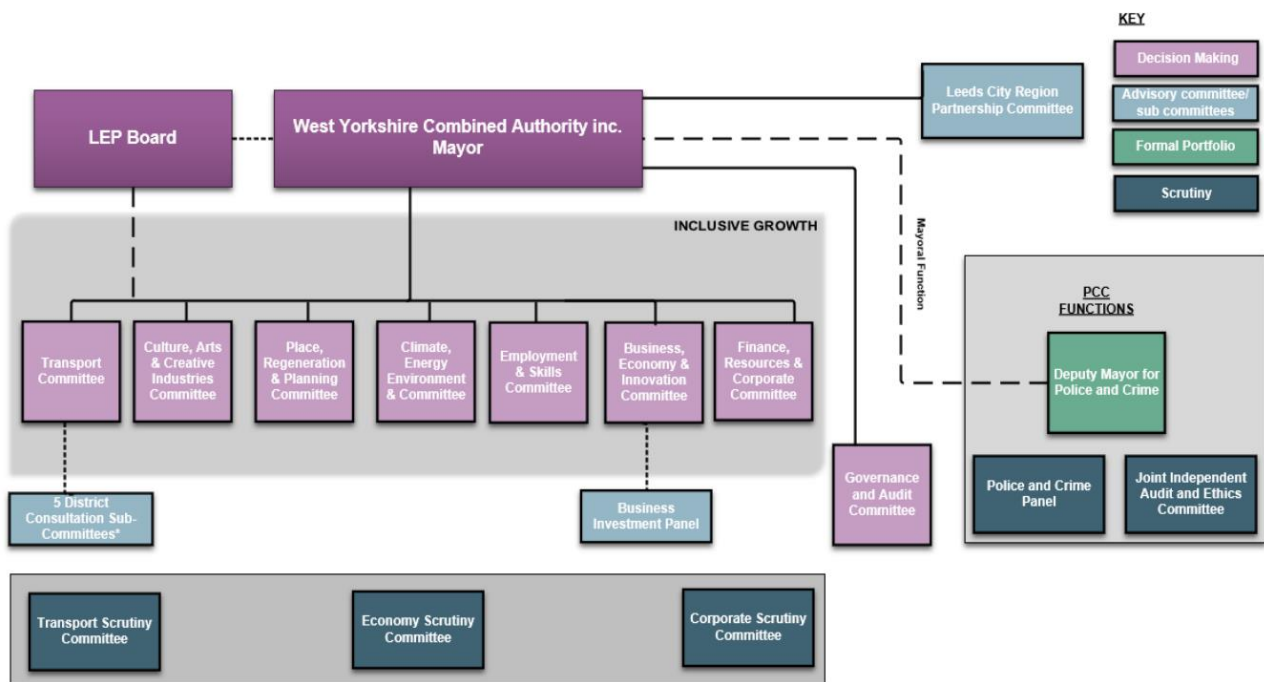 KEY
Decision Making
Advisory committee/
sub committees
Formal Portfolio
Scrutiny
Leeds City Region
Partnership Committee
LEP Board
West Yorkshire Combined Authority inc.
Mayor
Mayoral Function
INCLUSIVE GROWTH
Transport
Committee
Culture, Arts
& Creative
Industries
Committee
Place,
Regeneration
& Planning
Committee
Climate,
Energy
Environment
& Committee
Employment
& Skills
Committee
Business,
Economy &
Innovation
Committee
Finance,
Resources &
Corporate
Committee
PCC
FUNCTIONS
Deputy Mayor for
Police and Crime
Police and Crime
Panel
Joint Independent
Audit and Ethics
Committee
Governance
and Audit
Committee
5 District
Consultation Sub-
Committees*
Business
Investment Panel
Transport Scrutiny
Committee
Economy Scrutiny
Committee
Corporate Scrutiny
Committee